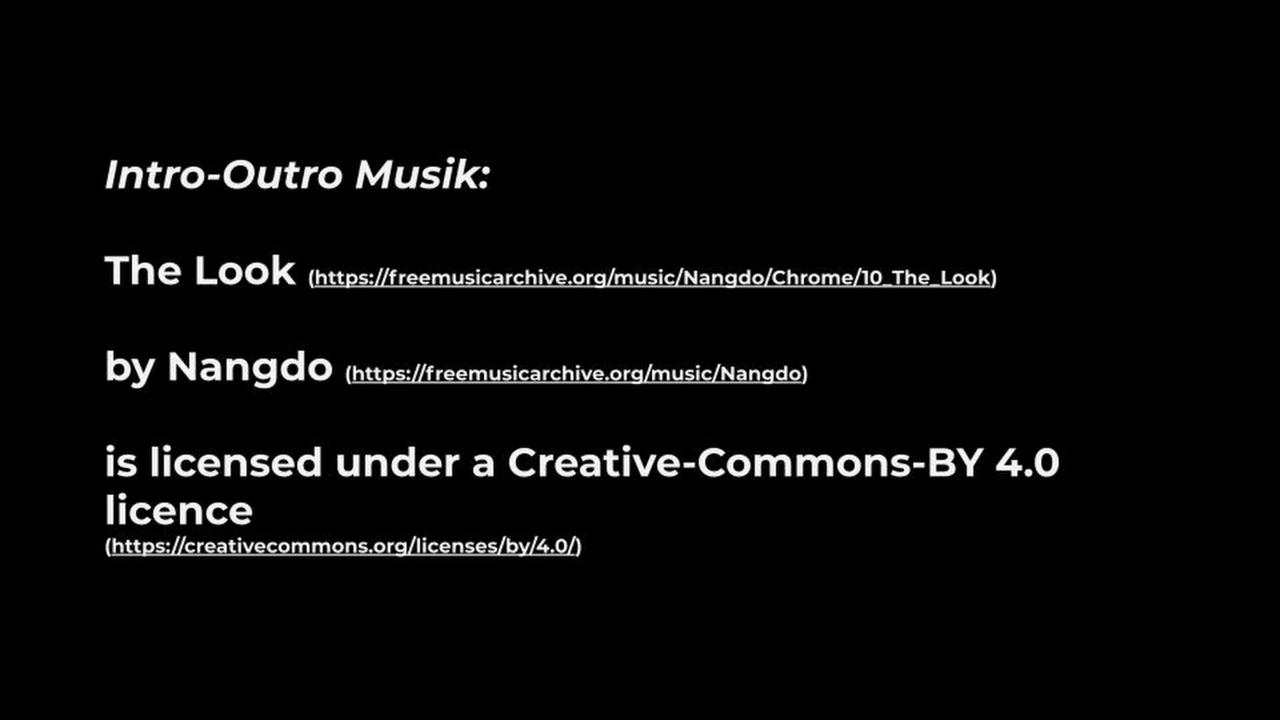 Intro-Outro Musik:
The Look (https://freemusicarchive.org/music/Nangdo/Chrome/10_The_Look)
by Nangdo (https://freemusicarchive.org/music/Nangdo)
is licensed under a Creative-Commons-BY 4.0
licence
(https://creativecommons.org/licenses/by/4.0/)